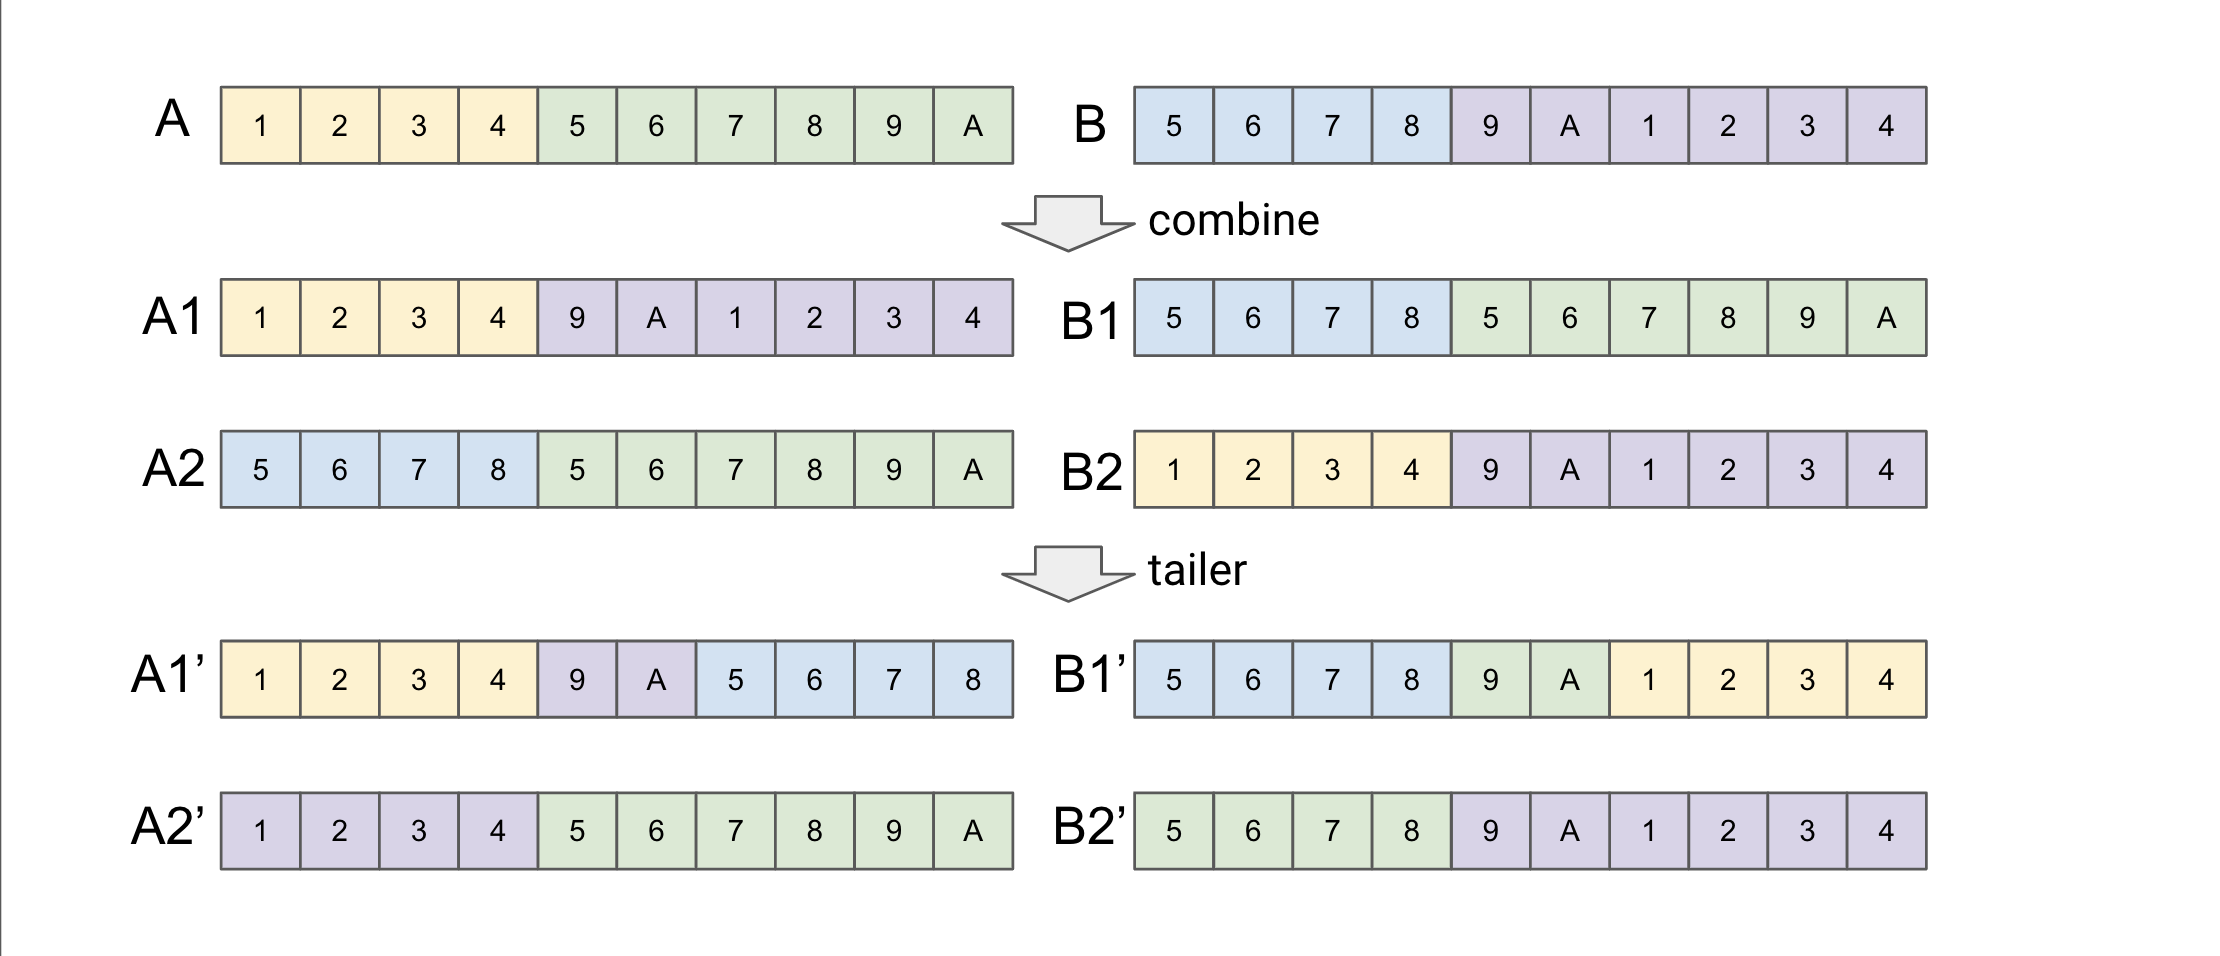 A 1 2 3 4 5 6 7 8 9 A B 5 6 7 8 9 A 1 2 3 4
combine
A1 1 2 3 4 9 A 1 2 3 4 B1 5 6 7 8 5 6 7 8 9 A
A2 5 6 7 8 5 6 7 8 9 A B2 1 2 3 4 9 A 1 2 3 4
tailer
A1’ 1 2 3 4 9 A 5 6 7 8 B1’ 5 6 7 8 9 A 1 2 3 4
A2’ 1 2 3 4 5 6 7 8 9 A B2’ 5 6 7 8 9 A 1 2 3 4